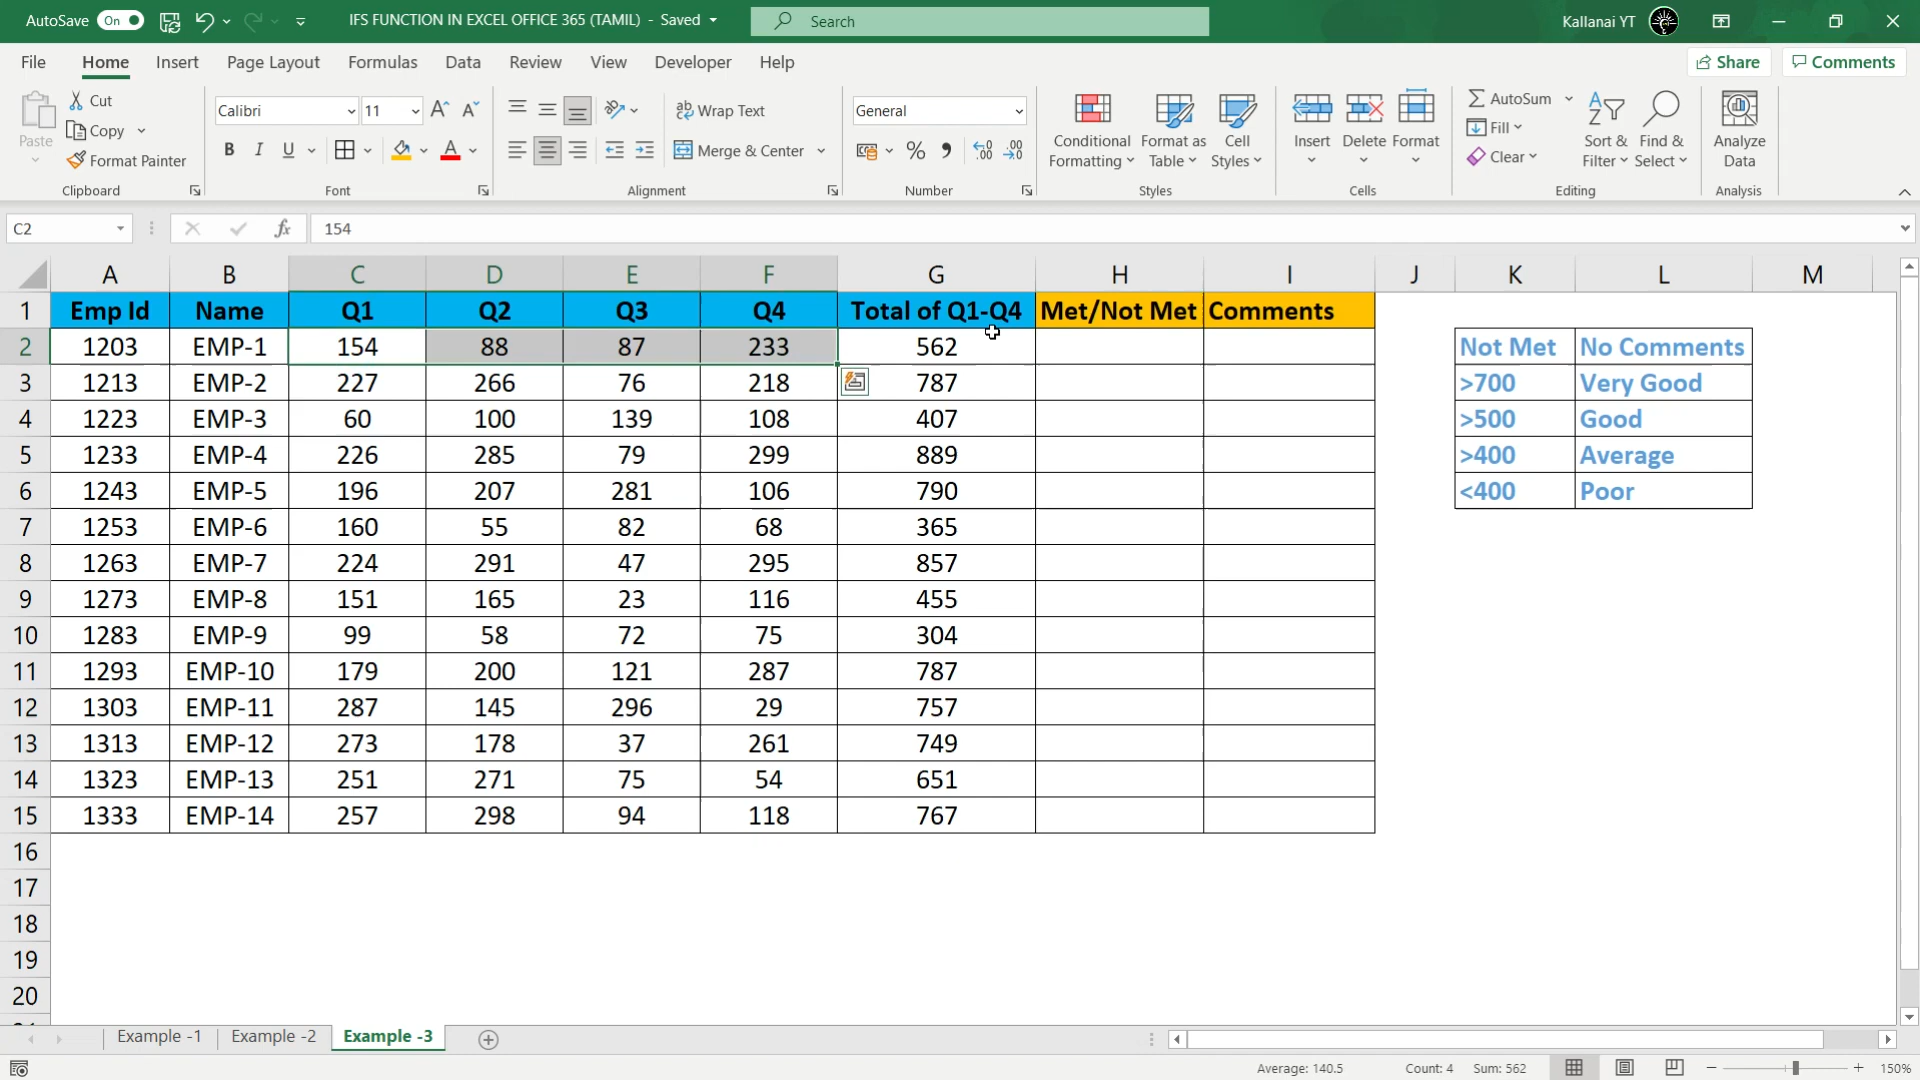 AutoSave On IFS FUNCTION IN EXCEL OFFICE 365 (TAMIL) - Saved Search Kallanai YT
File Home Insert Page Layout Formulas Data Review View Developer Help Share Comments
Paste
Cut
Copy
Format Painter
Clipboard
Calibri 11
B I U A
Font
ab Wrap Text
Merge & Center
Alignment
General
% , .00
Number
Conditional Formatting
Format as Table
Cell Styles
Styles
Insert Delete Format
Cells
AutoSum
Fill
Clear
Sort & Filter
Find & Select
Editing
Analyze Data
Analysis
C2 fx 154
A B C D E F G H I J K L M
1 Emp Id Name Q1 Q2 Q3 Q4 Total of Q1-Q4 Met/Not Met Comments
2 1203 EMP-1 154 88 87 233 562 Not Met No Comments
3 1213 EMP-2 227 266 76 218 787 >700 Very Good
4 1223 EMP-3 60 100 139 108 407 >500 Good
5 1233 EMP-4 226 285 79 299 889 >400 Average
6 1243 EMP-5 196 207 281 106 790 <400 Poor
7 1253 EMP-6 160 55 82 68 365
8 1263 EMP-7 224 291 47 295 857
9 1273 EMP-8 151 165 23 116 455
10 1283 EMP-9 99 58 72 75 304
11 1293 EMP-10 179 200 121 287 787
12 1303 EMP-11 287 145 296 29 757
13 1313 EMP-12 273 178 37 261 749
14 1323 EMP-13 251 271 75 54 651
15 1333 EMP-14 257 298 94 118 767
16
17
18
19
20
Example -1 Example -2 Example -3
Average: 140.5 Count: 4 Sum: 562 150%